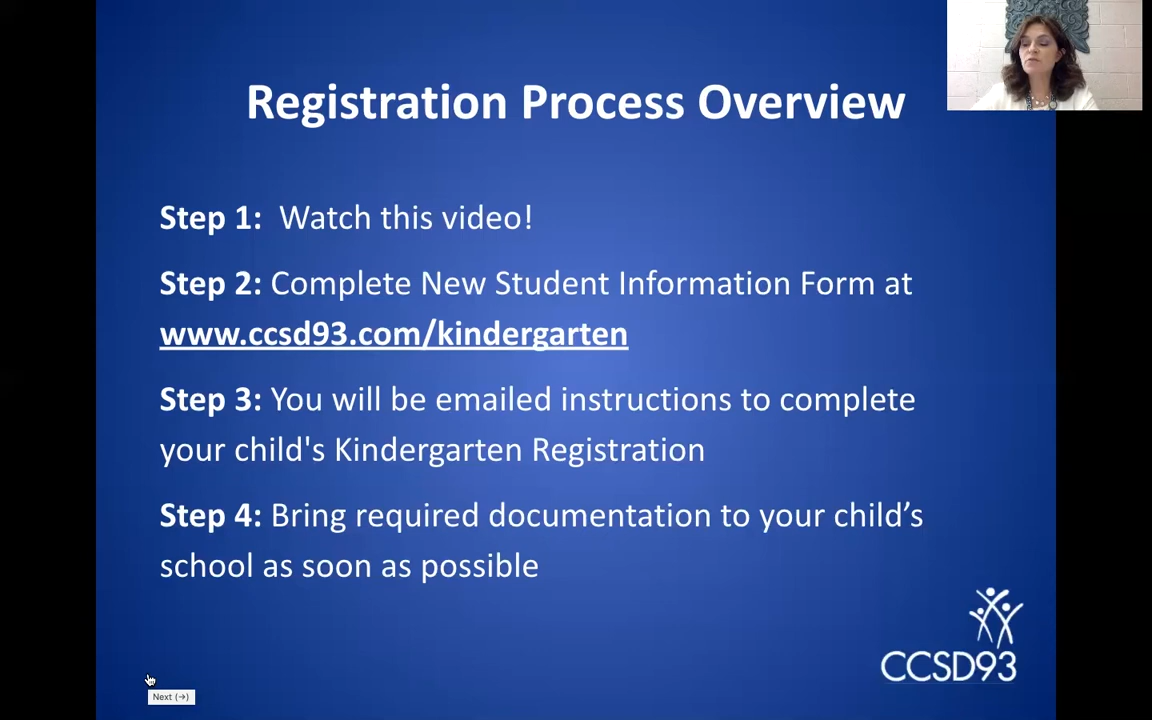 Registration Process Overview
Step 1:  Watch this video!
Step 2: Complete New Student Information Form at
www.ccsd93.com/kindergarten
Step 3: You will be emailed instructions to complete
your child's Kindergarten Registration
Step 4: Bring required documentation to your child’s
school as soon as possible
CCSD93
Next (→)